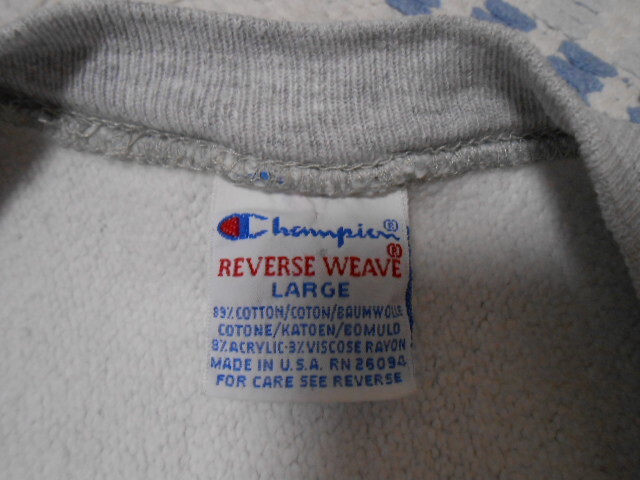 Champion®
REVERSE WEAVE®
LARGE
89% COTTON/COTON/BAUMWOLLE
COTONE/KATOEN/BOMULD
8% ACRYLIC-3% VISCOSE RAYON
MADE IN U.S.A. RN 26094
FOR CARE SEE REVERSE